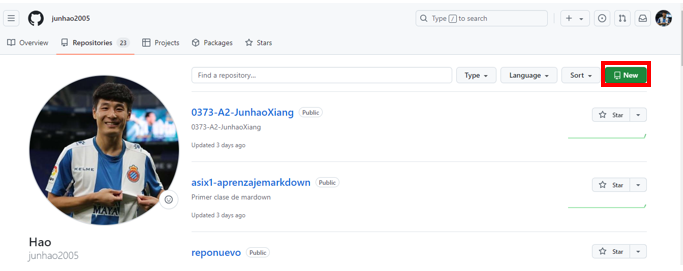 junhao2005
Type / to search
Overview
Repositories 23
Projects
Packages
Stars
Find a repository...
Type
Language
Sort
New
0373-A2-JunhaoXiang Public
Star
0373-A2-JunhaoXiang
Updated 3 days ago
asix1-aprenzajemarkdown Public
Star
Primer clase de mardown
Updated 3 days ago
reponuevo Public
Star
KELME
Hao
junhao2005